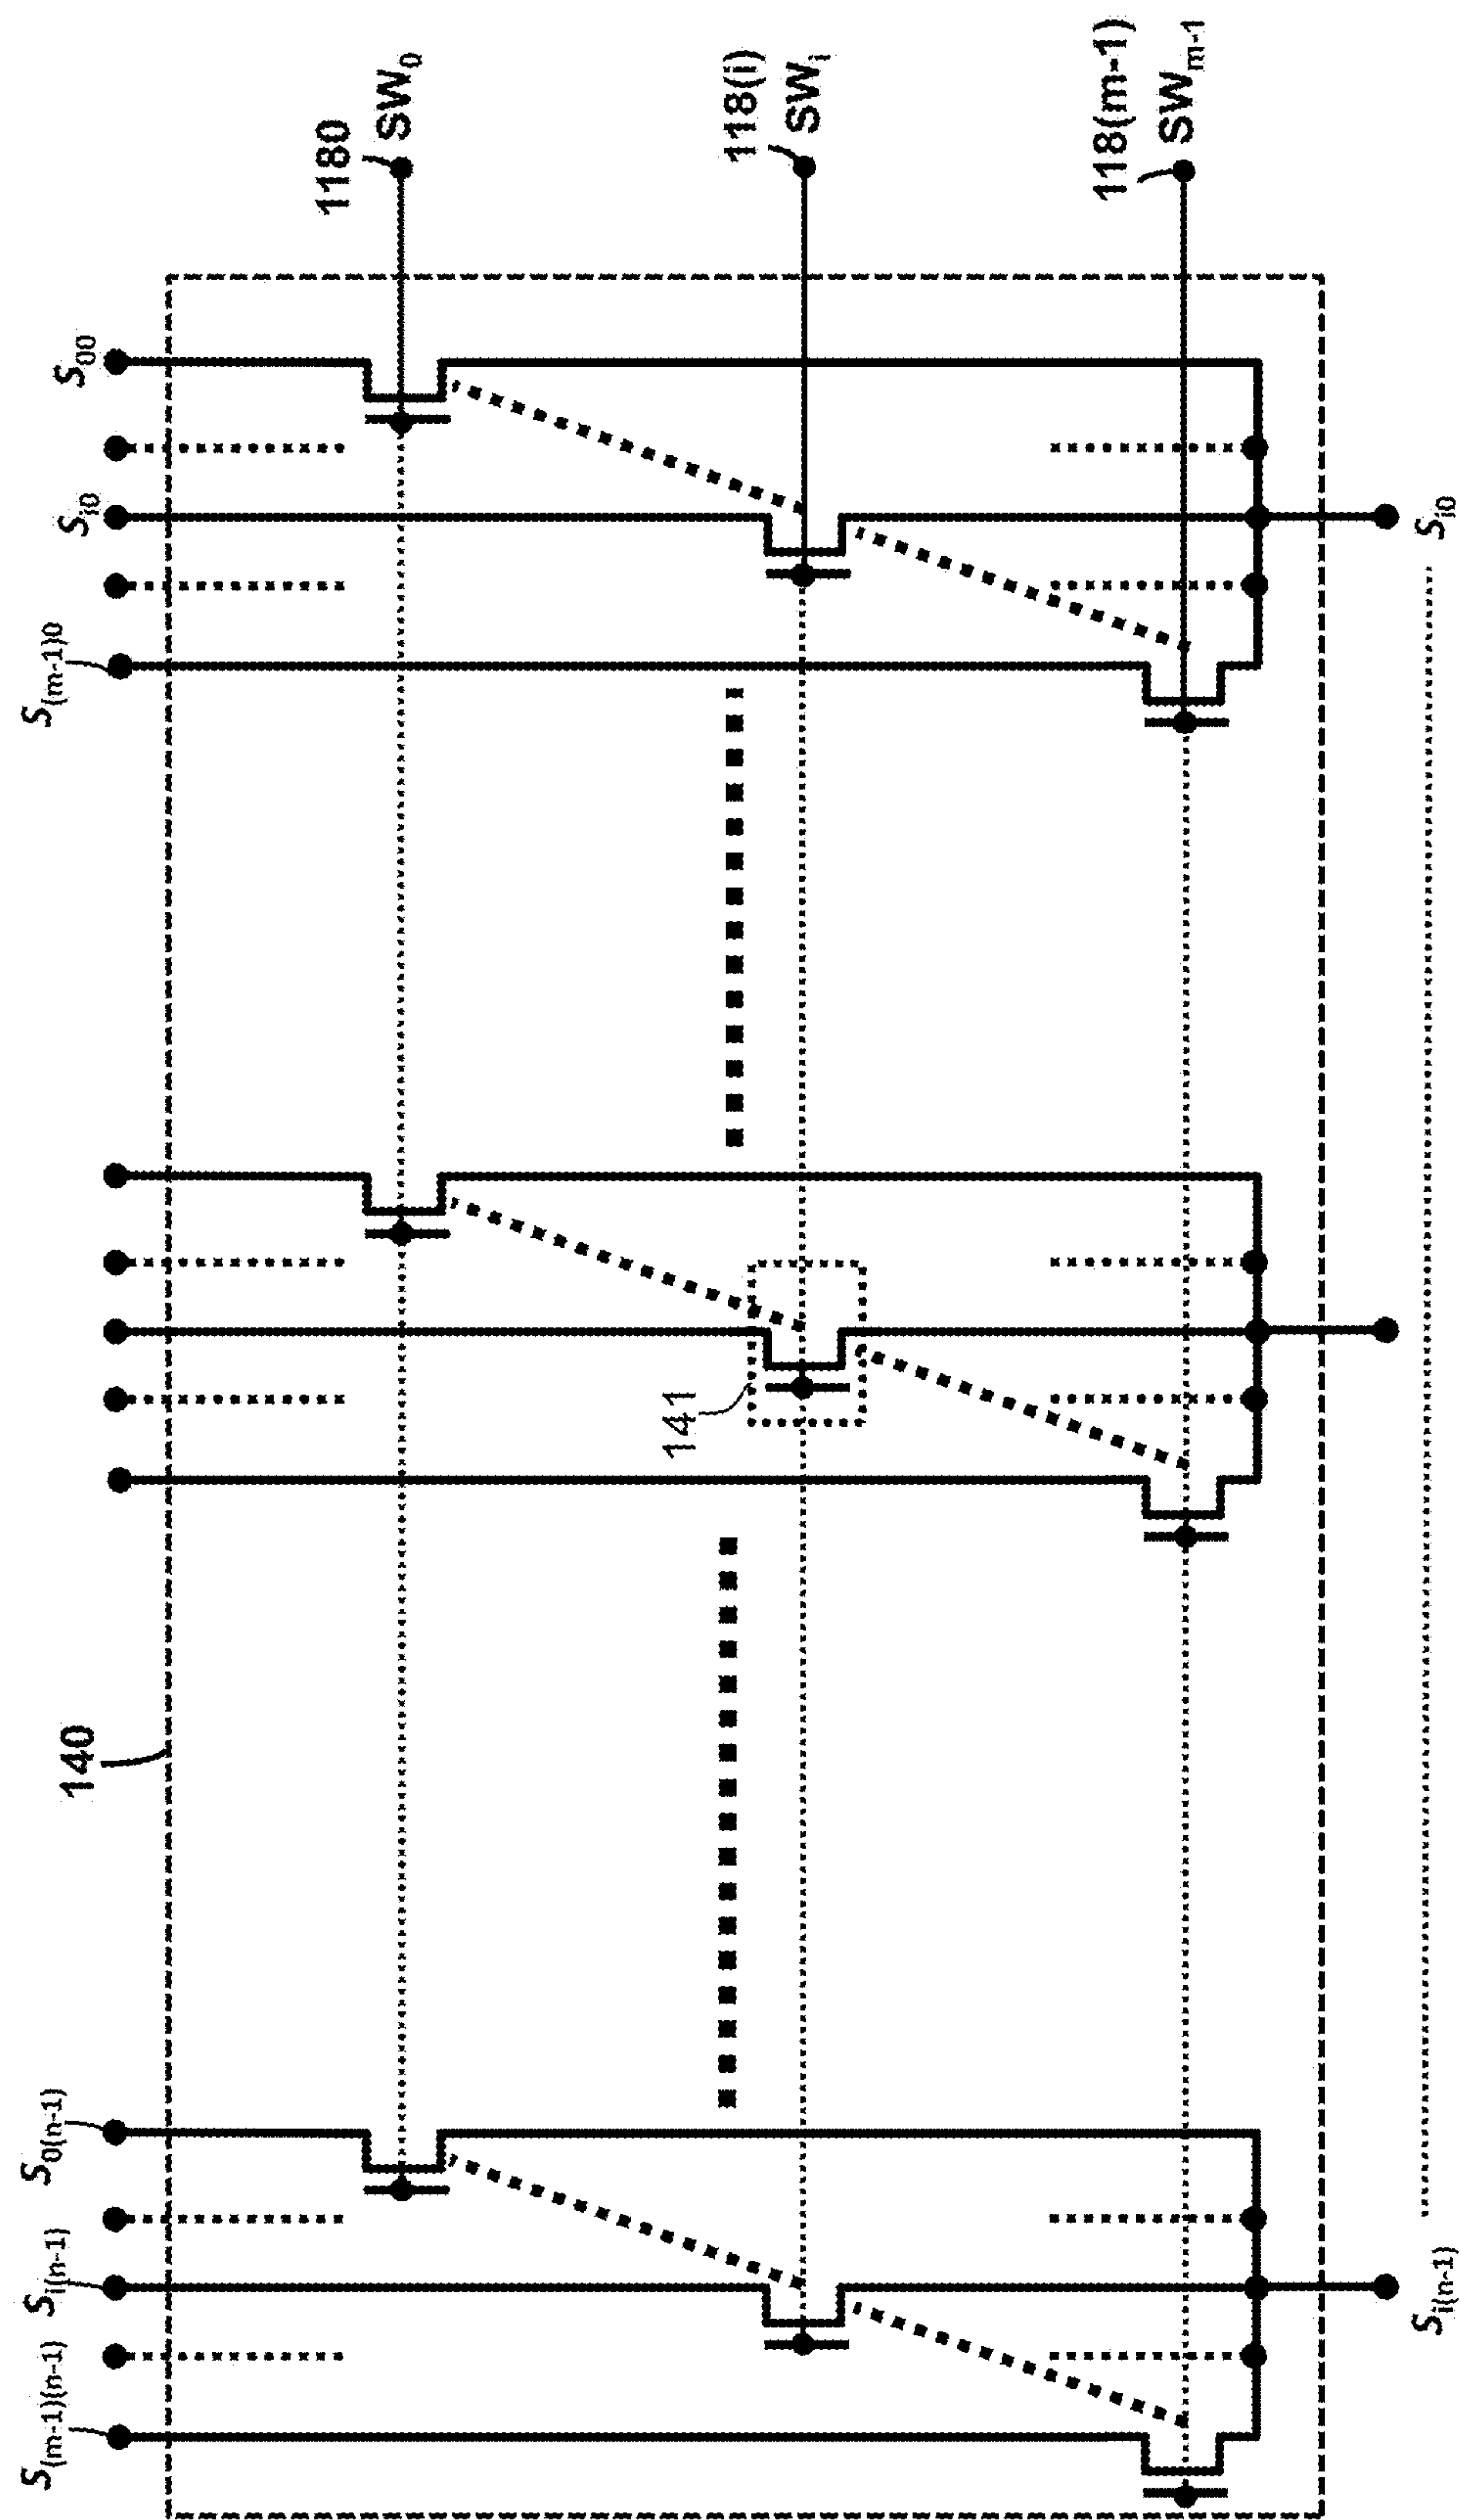 140
S(m-1)(n-1)
Si(n-1)
S0(n-1)
S(m-1)0
Si0
S00
1180
SW0
141
118(i)
SWi
118(m-1)
SWm-1
Si(n-1)
Si0